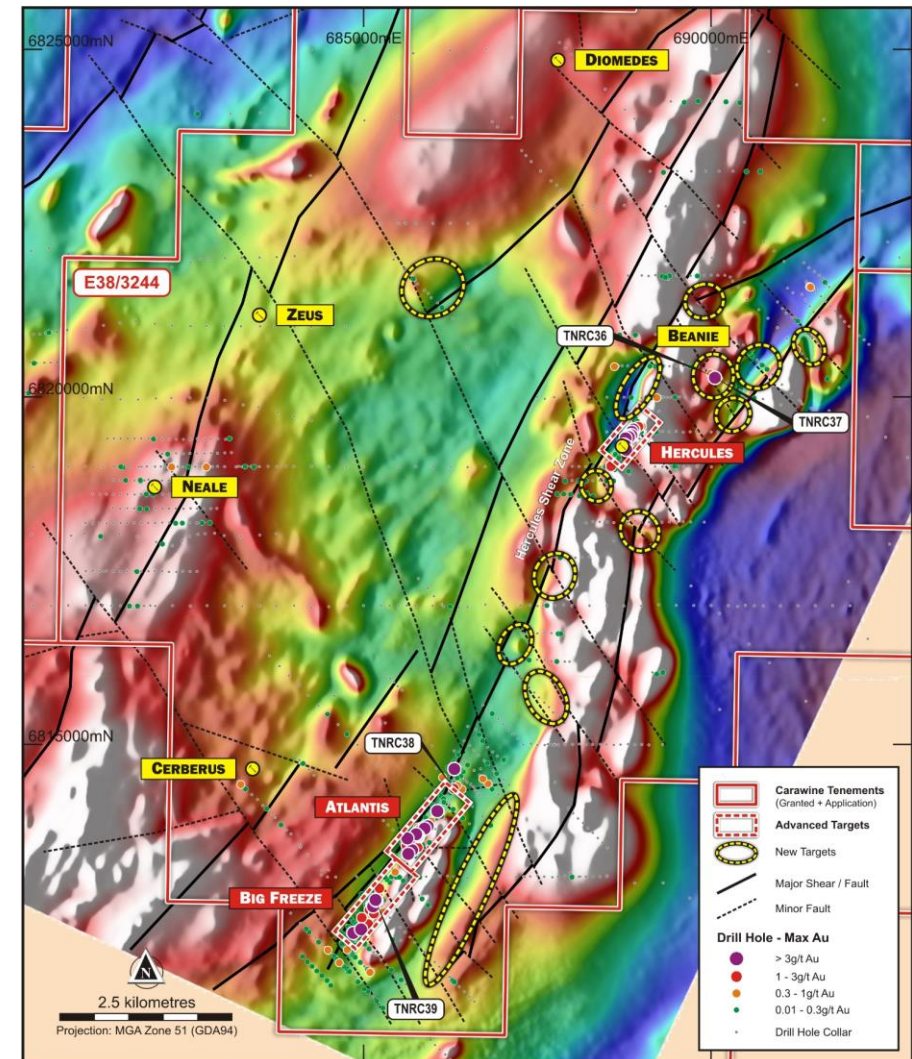 6825000mN
685000mE
690000mE
DIOMEDES
E38/3244
ZEUS
BEANIE
TNRC36
6820000mN
TNRC37
HERCULES
NEALE
Hercules Shear Zone
6815000mN
TNRC38
CERBERUS
ATLANTIS
BIG FREEZE
TNRC39
N
2.5 kilometres
Projection: MGA Zone 51 (GDA94)
Carawine Tenements
(Granted + Application)
Advanced Targets
New Targets
Major Shear / Fault
Minor Fault
Drill Hole - Max Au
> 3g/t Au
1 - 3g/t Au
0.3 - 1g/t Au
0.01 - 0.3g/t Au
Drill Hole Collar